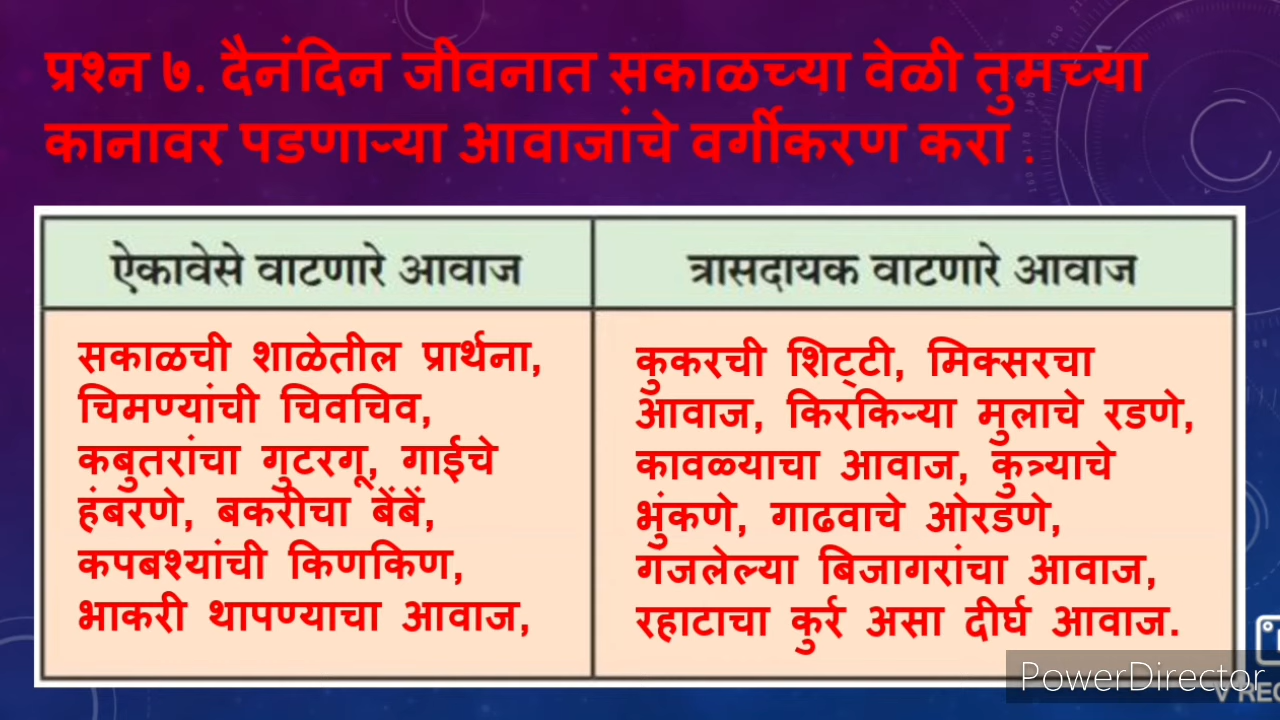 प्रश्न ७. दैनंदिन जीवनात सकाळच्या वेळी तुमच्या
कानावर पडणाऱ्या आवाजांचे वर्गीकरण करा .
ऐकावेसे वाटणारे आवाज
त्रासदायक वाटणारे आवाज
सकाळची शाळेतील प्रार्थना,
चिमण्यांची चिवचिव,
कबुतरांचा गुटरगू, गाईचे
हंबरणे, बकरीचा बेंबें,
कपबश्यांची किणकिण,
भाकरी थापण्याचा आवाज,
कुकरची शिट्टी, मिक्सरचा
आवाज, किरकिऱ्या मुलाचे रडणे,
कावळ्याचा आवाज, कुत्र्याचे
भुंकणे, गाढवाचे ओरडणे,
गंजलेल्या बिजागरांचा आवाज,
रहाटाचा कुर्र असा दीर्घ आवाज.
PowerDirector